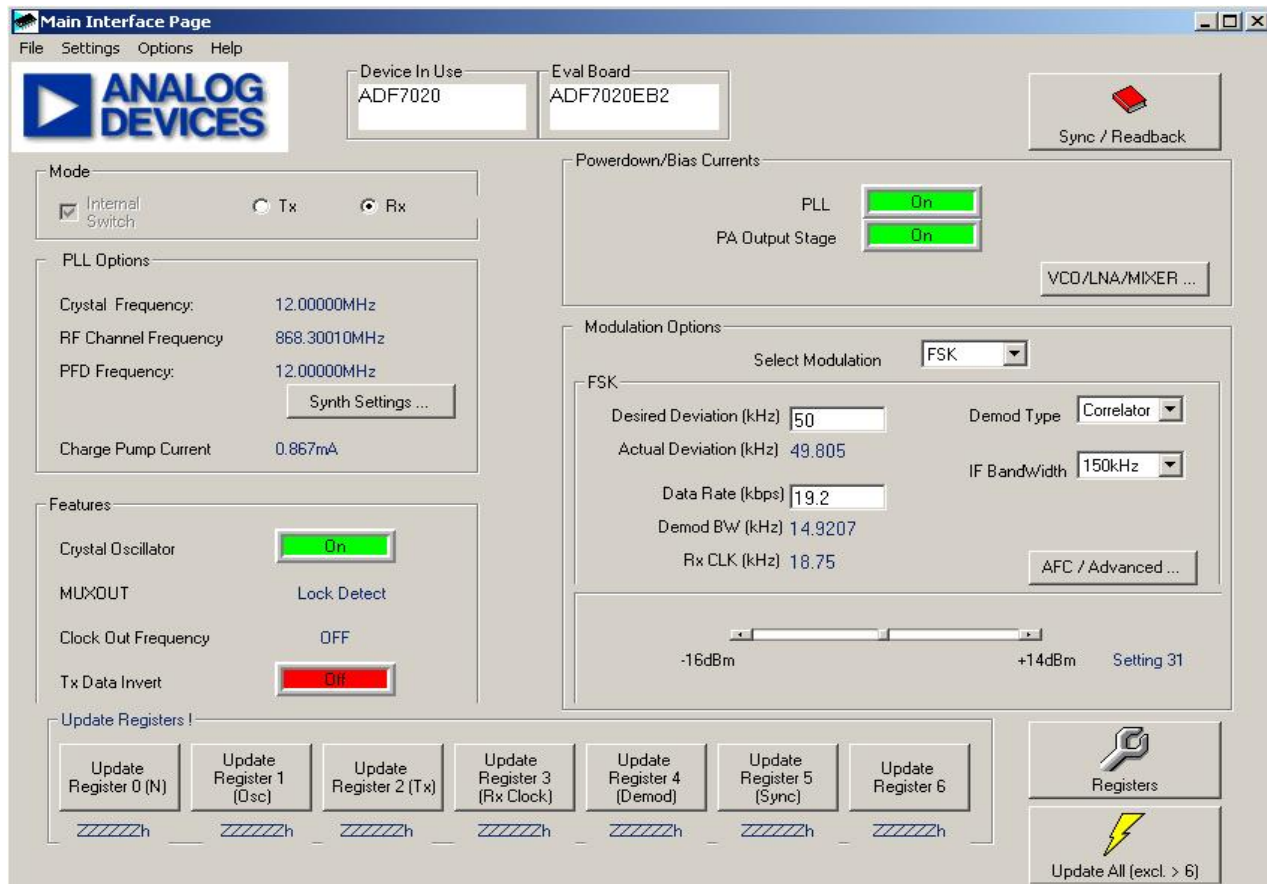 Main Interface Page
File Settings Options Help
ANALOG
DEVICES
Device In Use
ADF7020
Eval Board
ADF7020EB2
Sync / Readback
Mode
Internal
Switch
Tx
Rx
PLL Options
Crystal Frequency: 12.00000MHz
RF Channel Frequency 868.30010MHz
PFD Frequency: 12.00000MHz
Synth Settings ...
Charge Pump Current 0.867mA
Features
Crystal Oscillator On
MUXOUT Lock Detect
Clock Out Frequency OFF
Tx Data Invert Off
Powerdown/Bias Currents
PLL On
PA Output Stage On
VCO/LNA/MIXER ...
Modulation Options
Select Modulation FSK
FSK
Desired Deviation (kHz) 50
Actual Deviation (kHz) 49.805
Data Rate (kbps) 19.2
Demod BW (kHz) 14.9207
Rx CLK (kHz) 18.75
Demod Type Correlator
IF BandWidth 150kHz
AFC / Advanced ...
-16dBm +14dBm Setting 31
Update Registers !
Update
Register 0 (N)
ZZZZZZh
Update
Register 1
(Osc)
ZZZZZZh
Update
Register 2 (Tx)
ZZZZZZh
Update
Register 3
(Rx Clock)
ZZZZZZh
Update
Register 4
(Demod)
ZZZZZZh
Update
Register 5
(Sync)
ZZZZZZh
Update
Register 6
ZZZZZZh
Registers
Update All (excl. > 6)